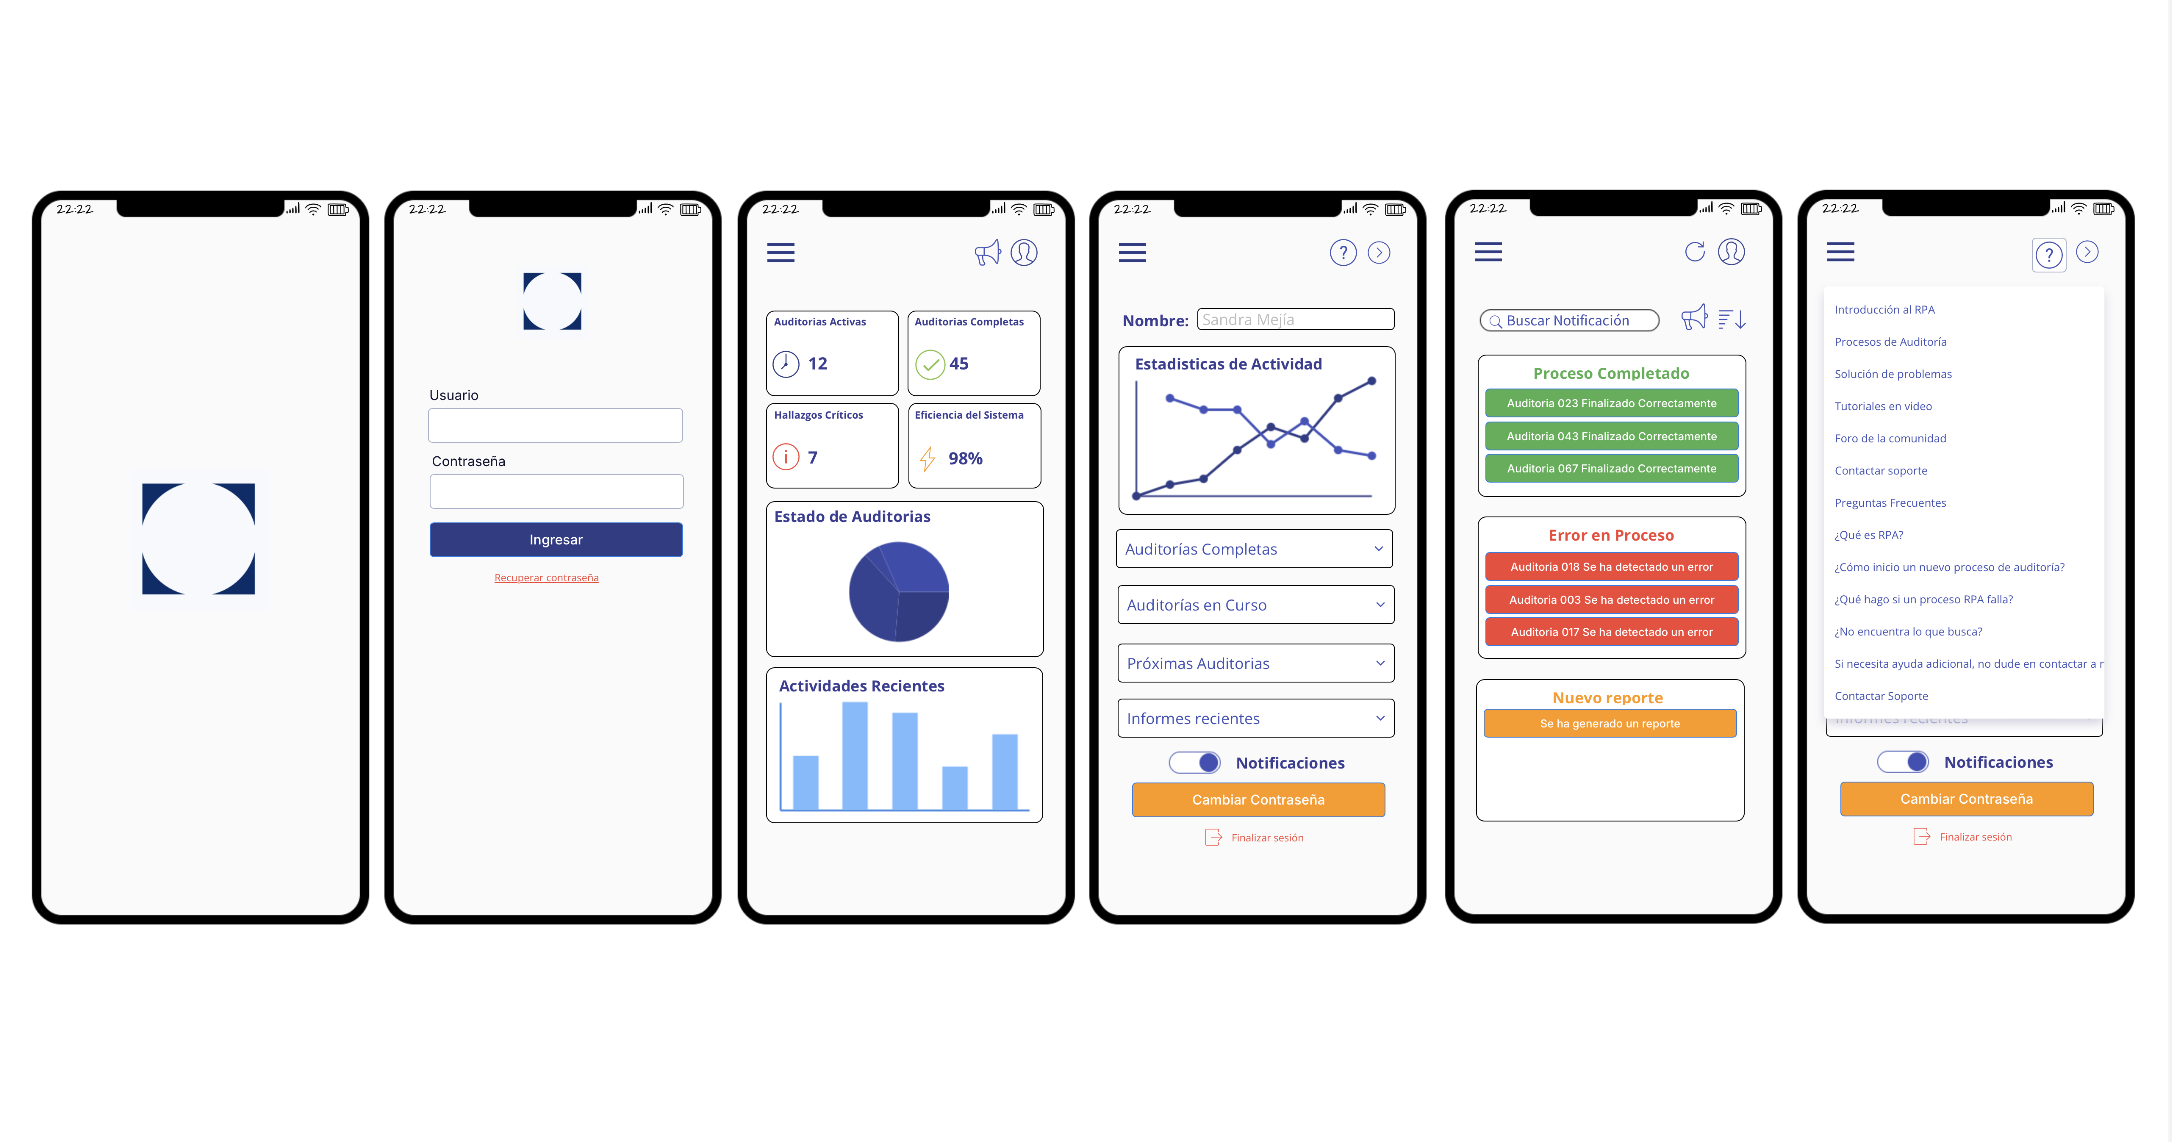 22:22
22:22
Usuario
Contraseña
Ingresar
Recuperar contraseña
22:22
Auditorias Activas
12
Auditorias Completas
45
Hallazgos Críticos
7
Eficiencia del Sistema
98%
Estado de Auditorias
Actividades Recientes
22:22
?
Nombre: Sandra Mejía
Estadisticas de Actividad
Auditorías Completas
Auditorías en Curso
Próximas Auditorias
Informes recientes
Notificaciones
Cambiar Contraseña
Finalizar sesión
22:22
Buscar Notificación
Proceso Completado
Auditoria 023 Finalizado Correctamente
Auditoria 043 Finalizado Correctamente
Auditoria 067 Finalizado Correctamente
Error en Proceso
Auditoria 018 Se ha detectado un error
Auditoria 003 Se ha detectado un error
Auditoria 017 Se ha detectado un error
Nuevo reporte
Se ha generado un reporte
22:22
?
Introducción al RPA
Procesos de Auditoría
Solución de problemas
Tutoriales en video
Foro de la comunidad
Contactar soporte
Preguntas Frecuentes
¿Qué es RPA?
¿Cómo inicio un nuevo proceso de auditoría?
¿Qué hago si un proceso RPA falla?
¿No encuentra lo que busca?
Si necesita ayuda adicional, no dude en contactar a
Contactar Soporte
Informes recientes
Notificaciones
Cambiar Contraseña
Finalizar sesión